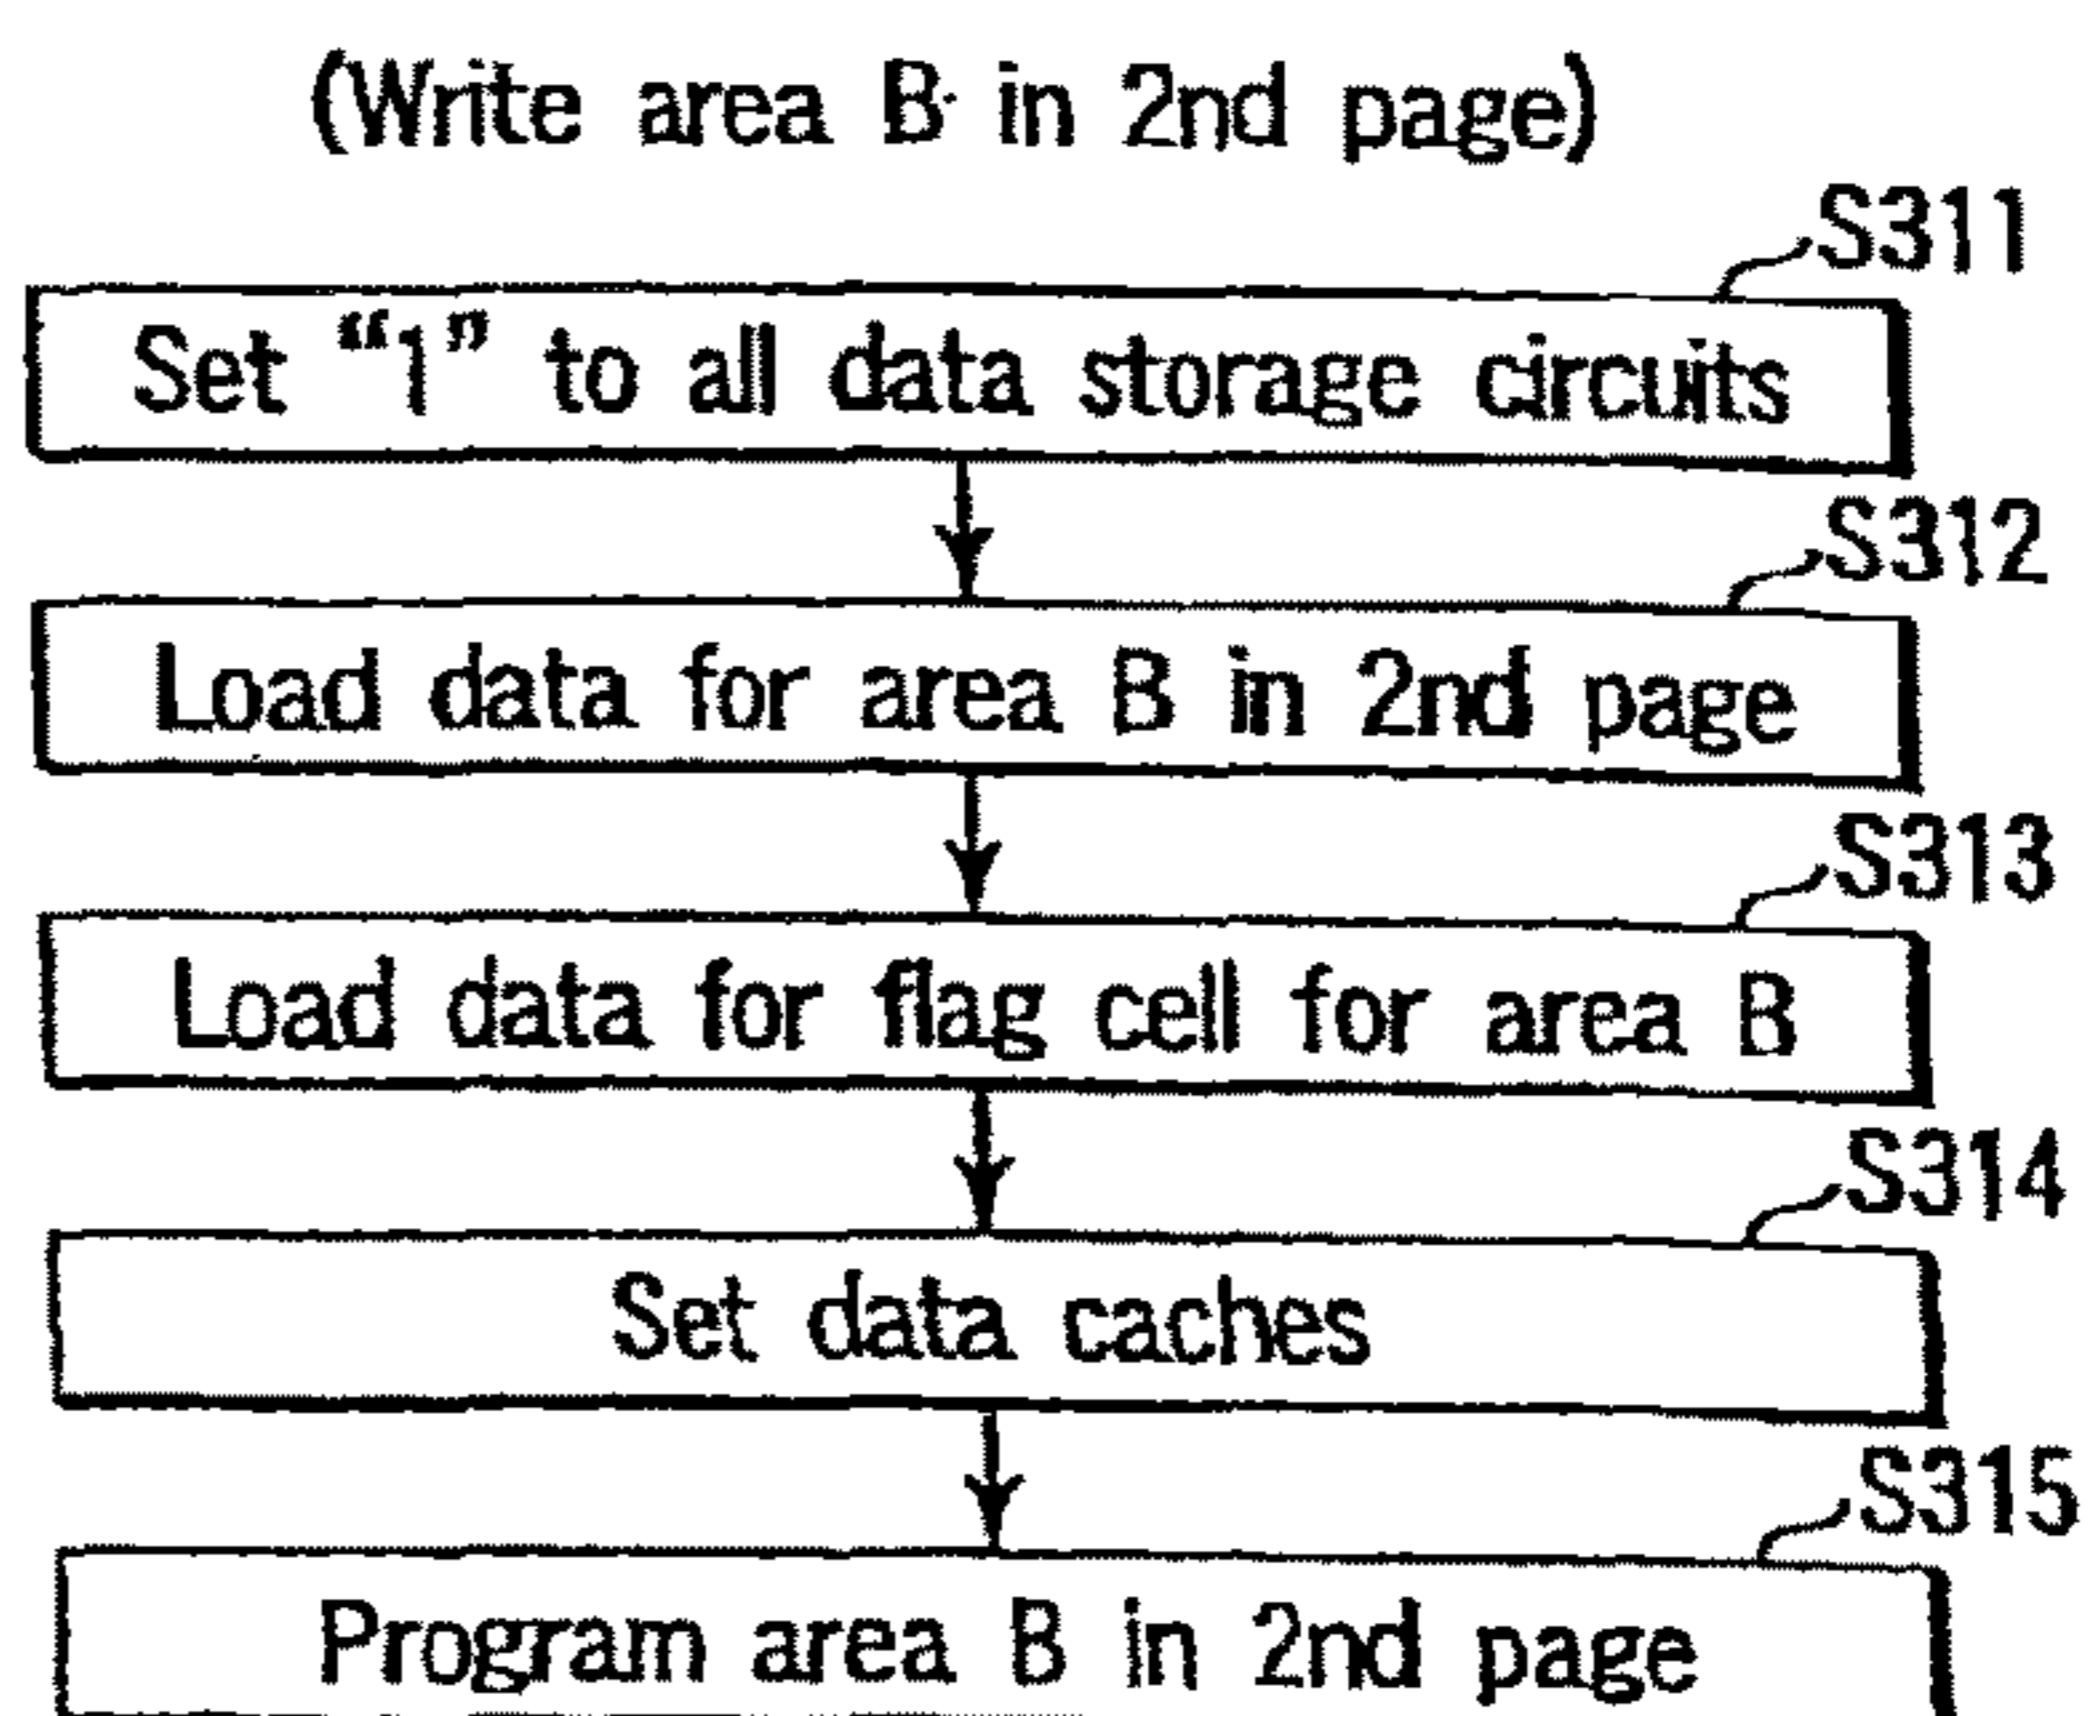 (Write area B in 2nd page)
S311
Set “1” to all data storage circuits
S312
Load data for area B in 2nd page
S313
Load data for flag cell for area B
S314
Set data caches
S315
Program area B in 2nd page